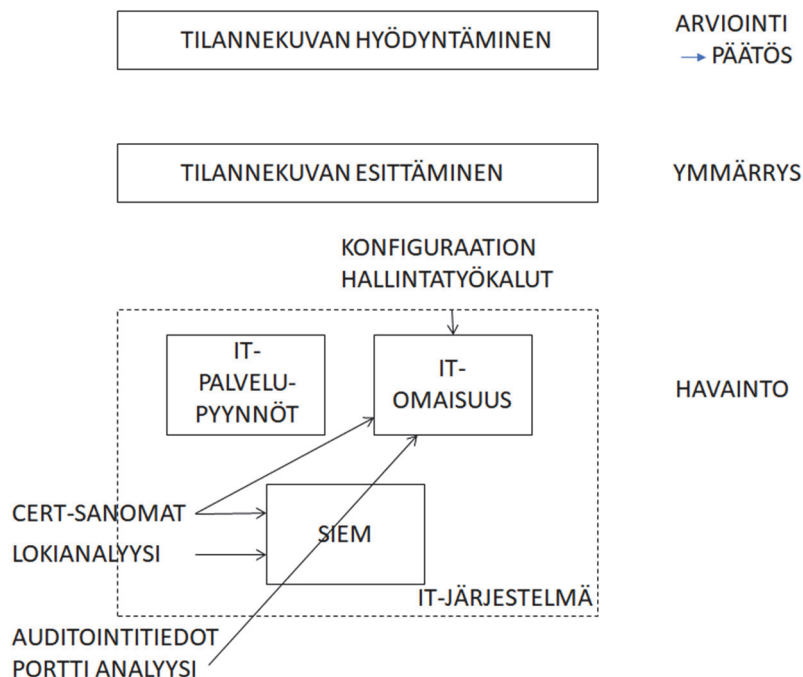 TILANNEKUVAN HYÖDYNTÄMINEN
ARVIOINTI
→ PÄÄTÖS
TILANNEKUVAN ESITTÄMINEN
YMMÄRRYS
KONFIGURAATION
HALLINTATYÖKALUT
IT-
PALVELU-
PYYNNÖT
IT-
OMAISUUS
HAVAINTO
CERT-SANOMAT
LOKIANALYYSI
SIEM
IT-JÄRJESTELMÄ
AUDITOINTITIEDOT
PORTTI ANALYYSI